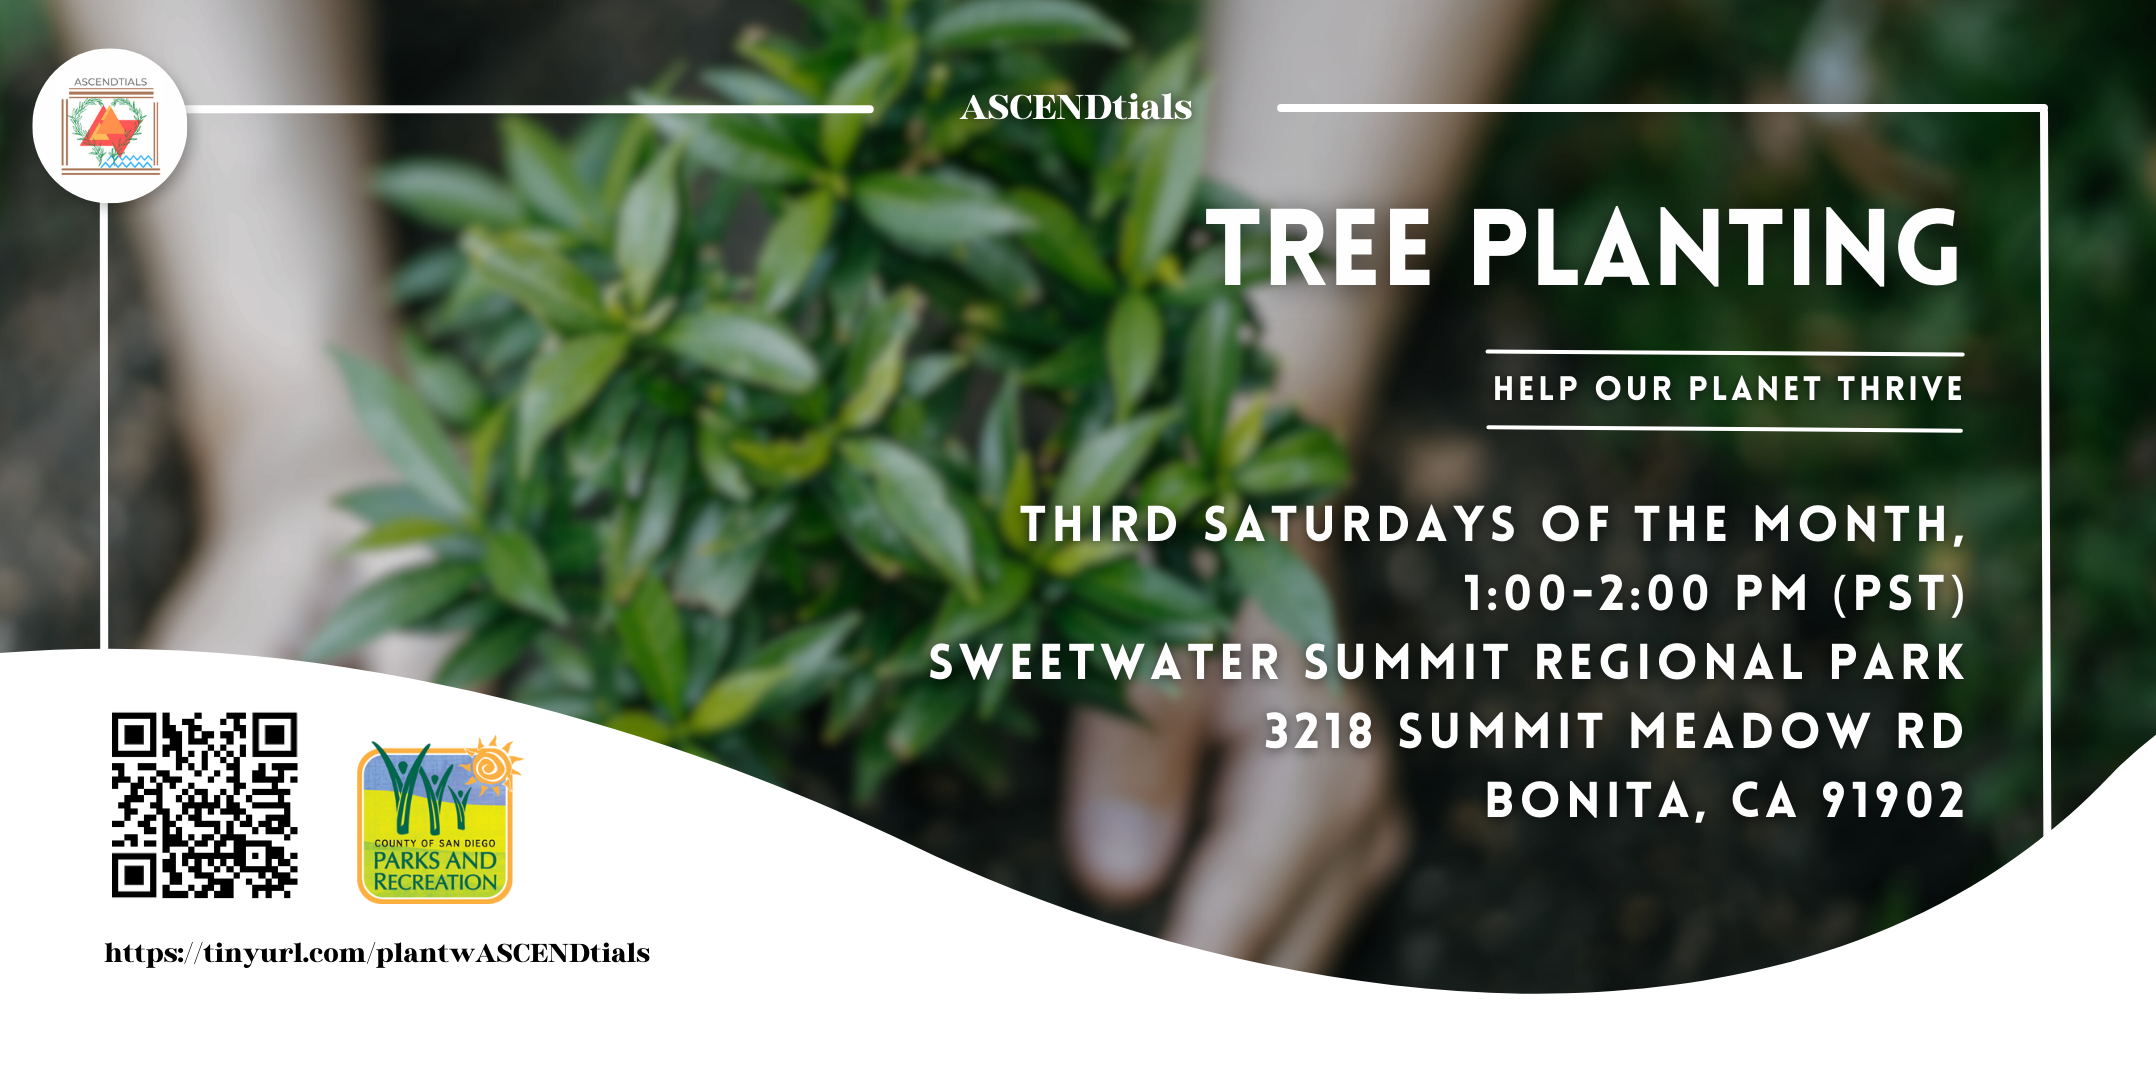 ASCENDTIALS
ASCENDtials
TREE PLANTING
HELP OUR PLANET THRIVE
THIRD SATURDAYS OF THE MONTH,
1:00-2:00 PM (PST)
SWEETWATER SUMMIT REGIONAL PARK
3218 SUMMIT MEADOW RD
BONITA, CA 91902
COUNTY OF SAN DIEGO
PARKS AND
RECREATION
https://tinyurl.com/plantwASCENDtials